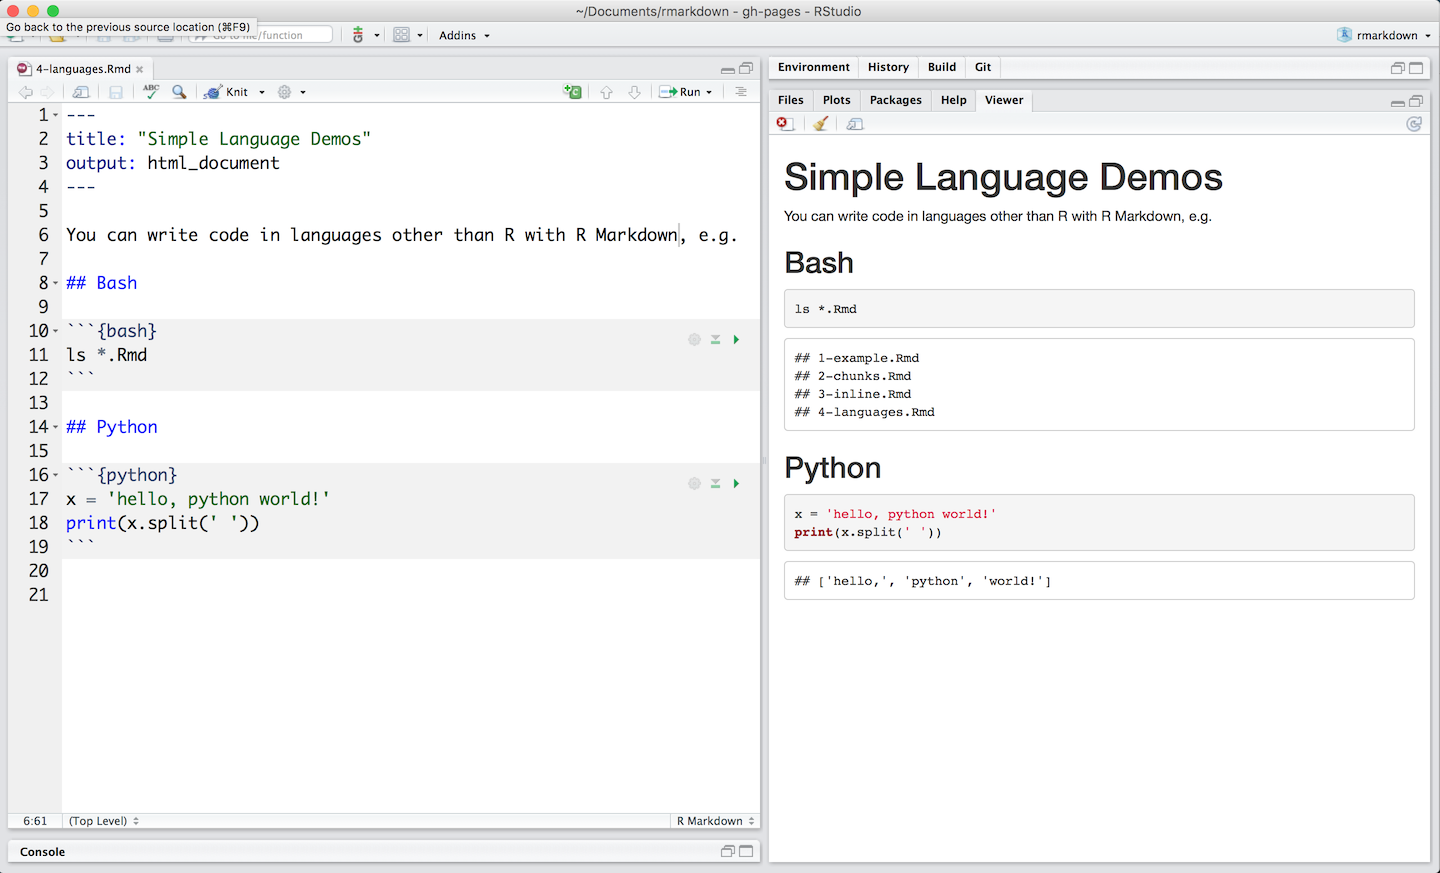 ~/Documents/rmarkdown - gh-pages - RStudio
Go back to the previous source location (⌘F9)
Go to file/function
Addins
rmarkdown
4-languages.Rmd
ABC
Knit
Run
1 ---
2 title: "Simple Language Demos"
3 output: html_document
4 ---
5
6 You can write code in languages other than R with R Markdown, e.g.
7
8 ## Bash
9
10 ```{bash}
11 ls *.Rmd
12 ```
13
14 ## Python
15
16 ```{python}
17 x = 'hello, python world!'
18 print(x.split(' '))
19 ```
20
21
6:61 (Top Level) R Markdown
Console
Environment History Build Git
Files Plots Packages Help Viewer
Simple Language Demos
You can write code in languages other than R with R Markdown, e.g.
Bash
ls *.Rmd
## 1-example.Rmd
## 2-chunks.Rmd
## 3-inline.Rmd
## 4-languages.Rmd
Python
x = 'hello, python world!'
print(x.split(' '))
## ['hello,', 'python', 'world!']